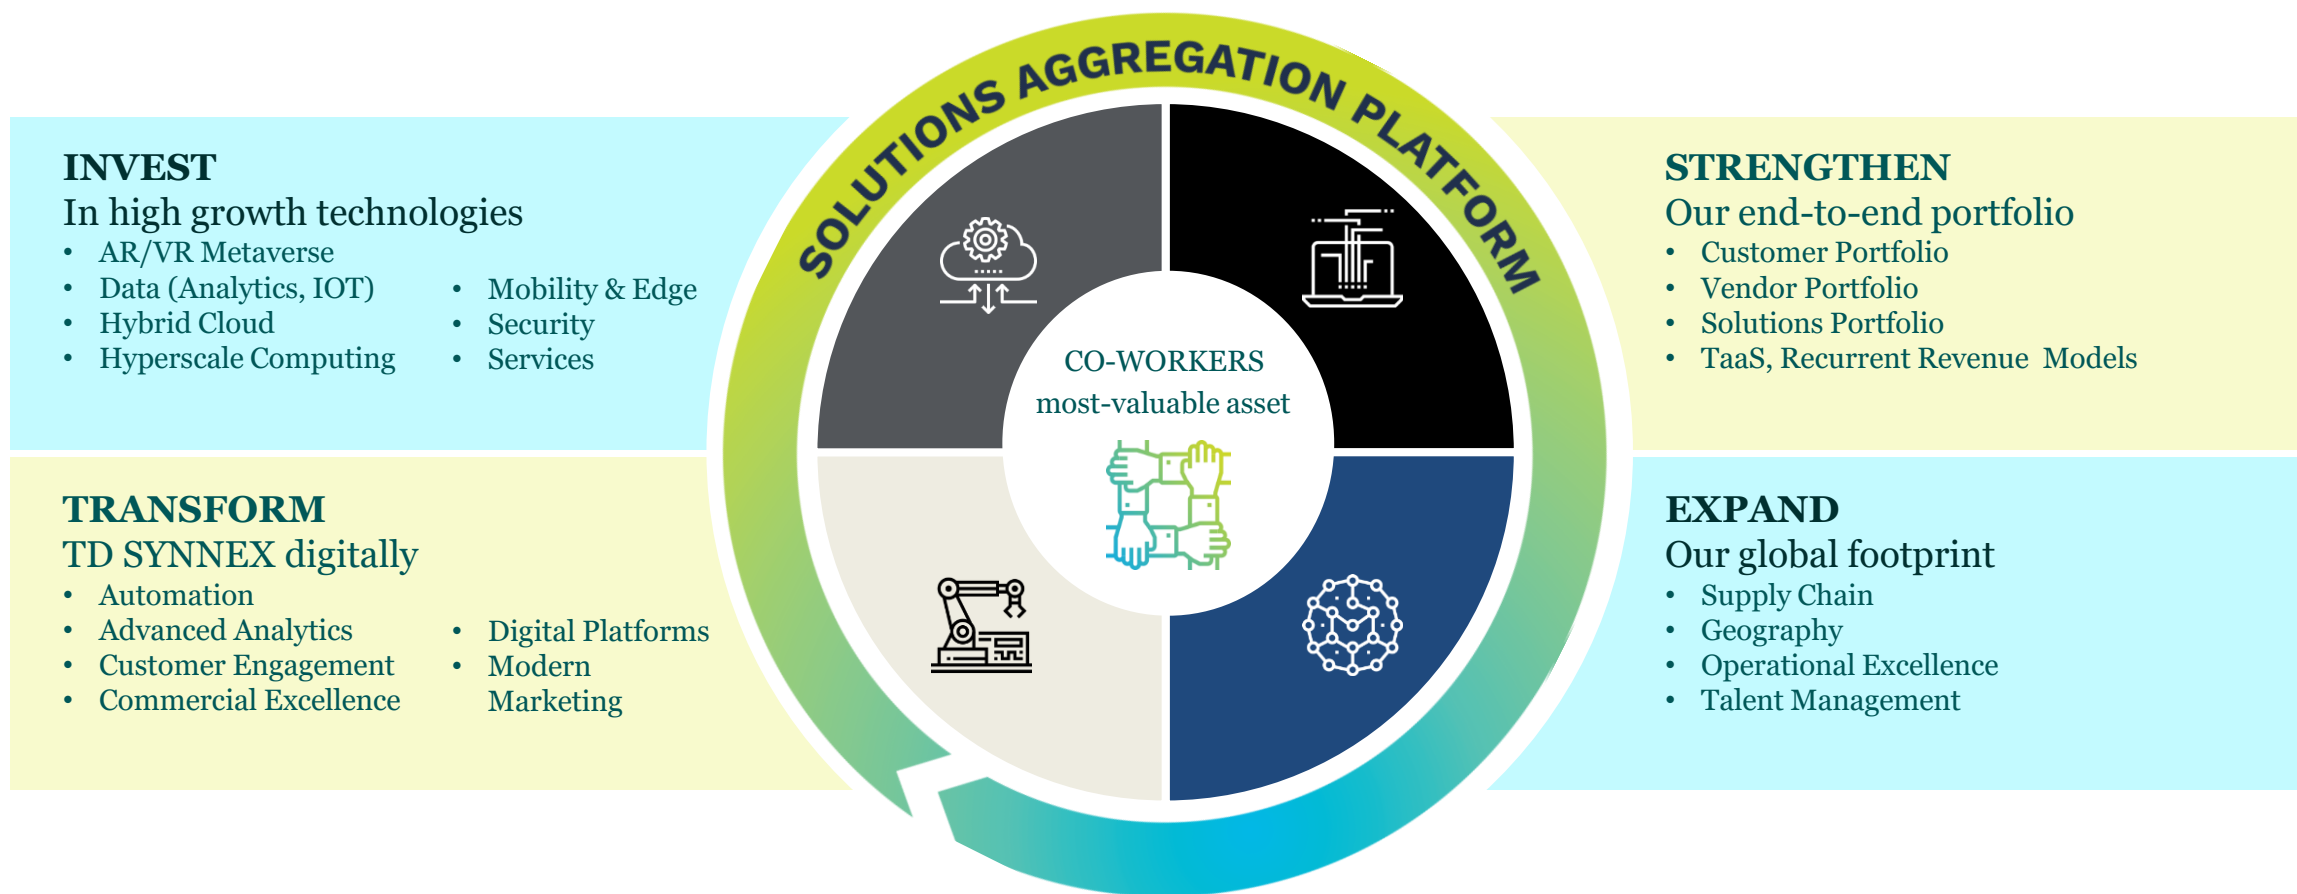 SOLUTIONS AGGREGATION PLATFORM
INVEST
In high growth technologies
• AR/VR Metaverse
• Data (Analytics, IOT)
• Hybrid Cloud
• Hyperscale Computing
• Mobility & Edge
• Security
• Services
STRENGTHEN
Our end-to-end portfolio
• Customer Portfolio
• Vendor Portfolio
• Solutions Portfolio
• TaaS, Recurrent Revenue Models
CO-WORKERS
most-valuable asset
TRANSFORM
TD SYNNEX digitally
• Automation
• Advanced Analytics
• Customer Engagement
• Commercial Excellence
• Digital Platforms
• Modern
Marketing
EXPAND
Our global footprint
• Supply Chain
• Geography
• Operational Excellence
• Talent Management